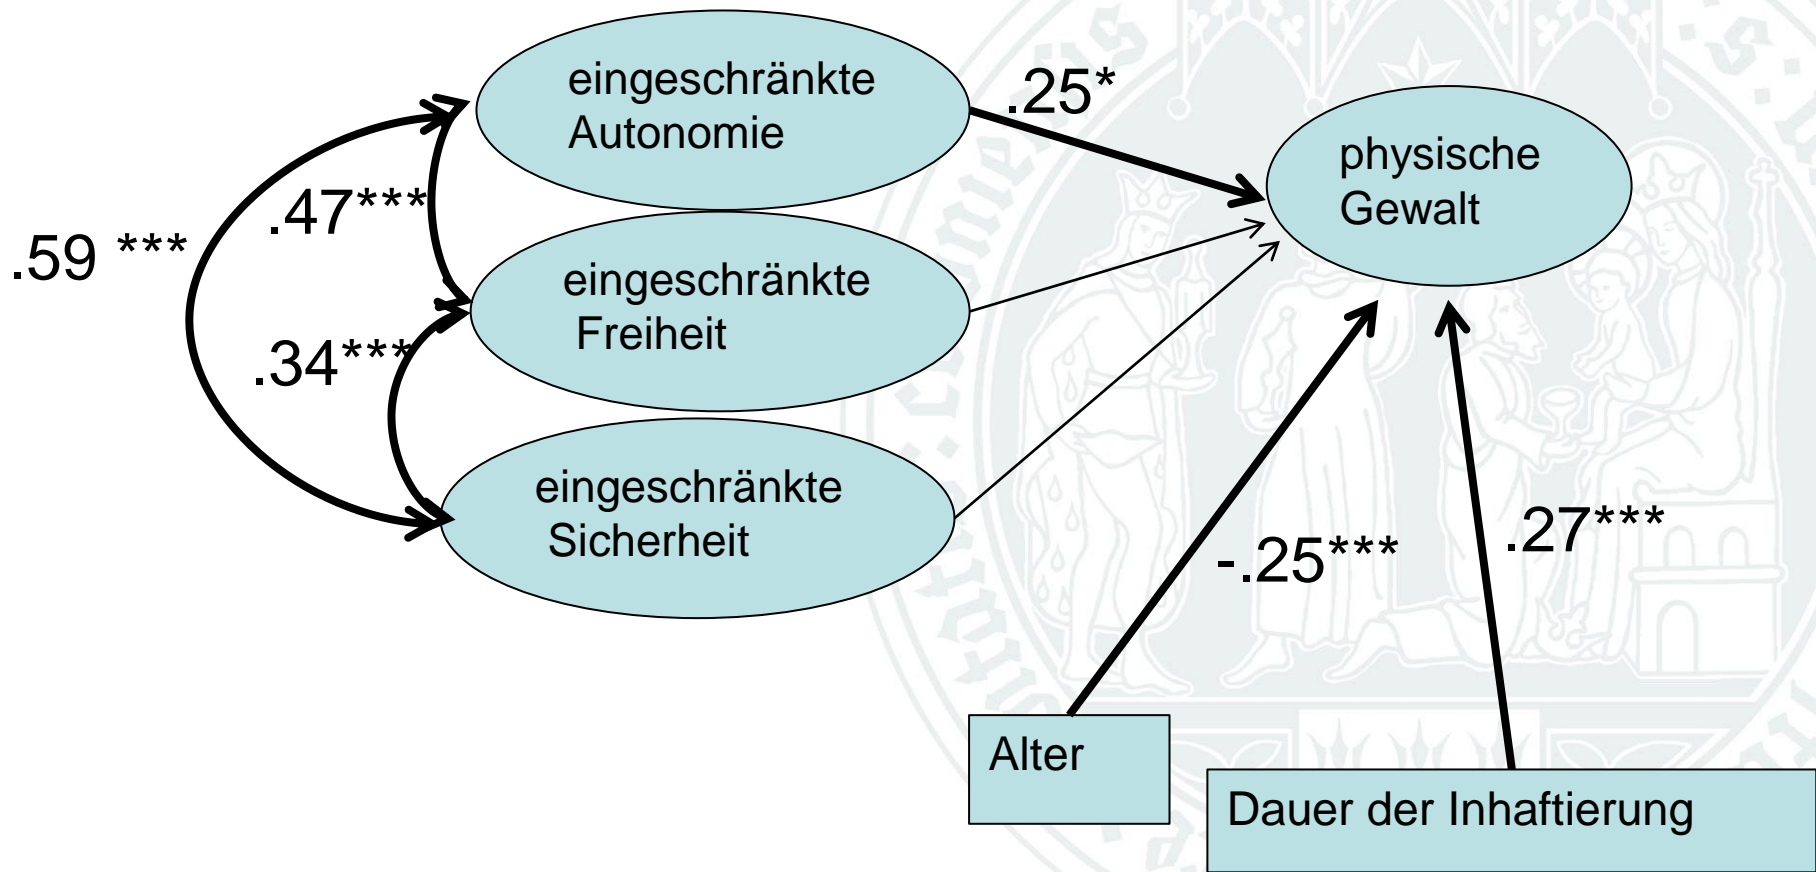 eingeschränkte
Autonomie
.25*
physische
Gewalt
.47***
.59 ***
eingeschränkte
Freiheit
.34***
eingeschränkte
Sicherheit
-.25***
.27***
Alter
Dauer der Inhaftierung